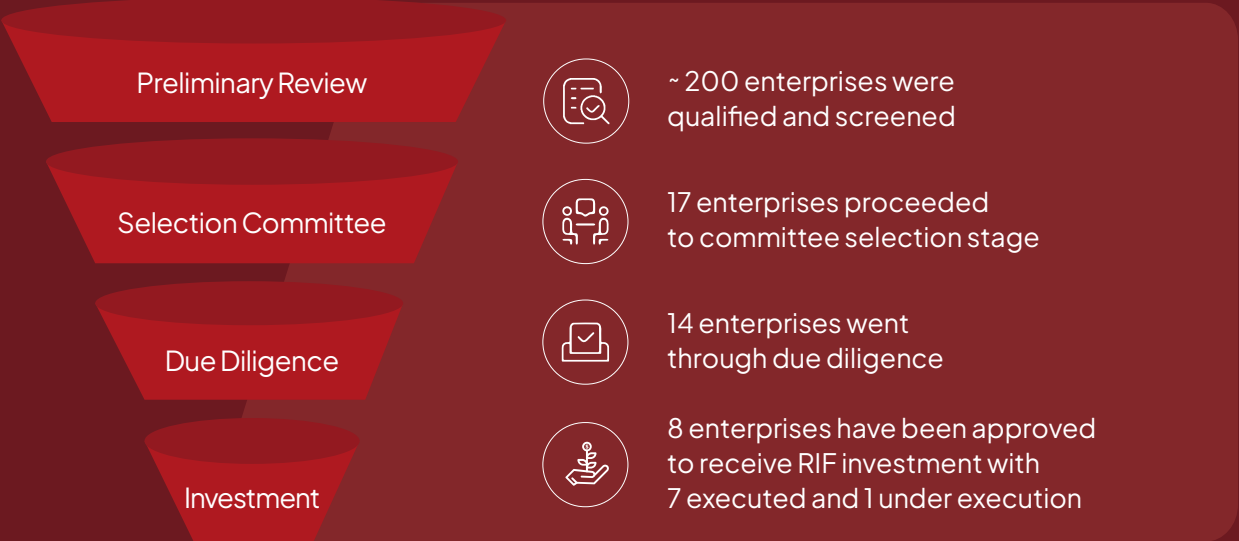 Preliminary Review
~ 200 enterprises were
qualified and screened
Selection Committee
17 enterprises proceeded
to committee selection stage
Due Diligence
14 enterprises went
through due diligence
Investment
8 enterprises have been approved
to receive RIF investment with
7 executed and 1 under execution